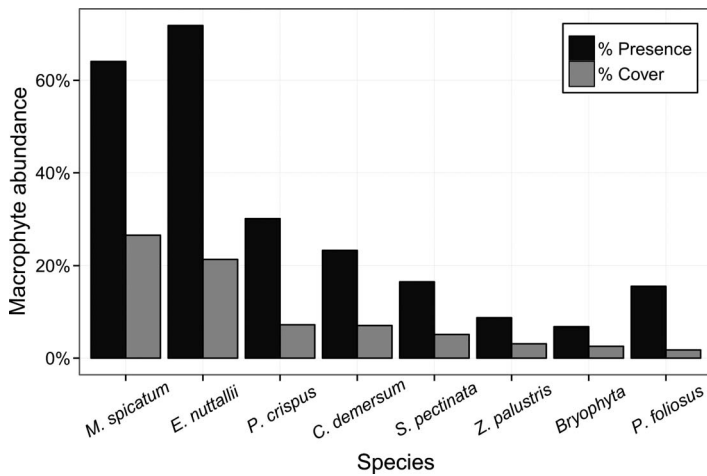 % Presence
% Cover
Macrophyte abundance
60%
40%
20%
0%
M. spicatum
E. nuttallii
P. crispus
C. demersum
S. pectinata
Z. palustris
Bryophyta
P. foliosus
Species